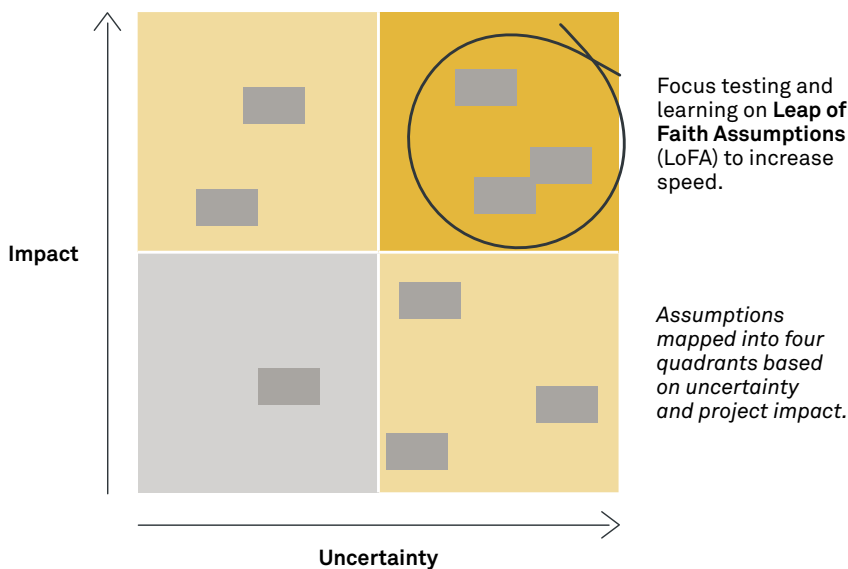 Focus testing and
learning on Leap of
Faith Assumptions
(LoFA) to increase
speed.
Impact
Assumptions
mapped into four
quadrants based
on uncertainty
and project impact.
Uncertainty